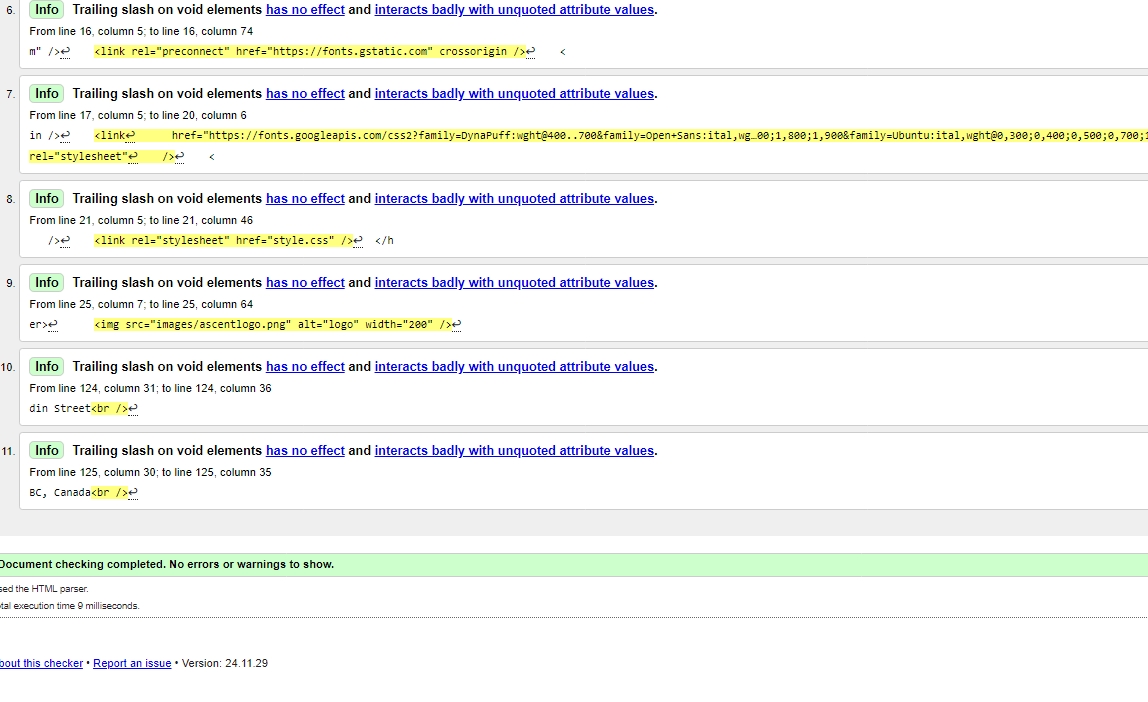 6. Info Trailing slash on void elements has no effect and interacts badly with unquoted attribute values.
From line 16, column 5; to line 16, column 74
m" />↩ <link rel="preconnect" href="https://fonts.gstatic.com" crossorigin />↩ <
7. Info Trailing slash on void elements has no effect and interacts badly with unquoted attribute values.
From line 17, column 5; to line 20, column 6
in />↩ <link↩ href="https://fonts.googleapis.com/css2?family=DynaPuff:wght@400..700&family=Open+Sans:ital,wg…00;1,800;1,900&family=Ubuntu:ital,wght@0,300;0,400;0,500;0,700;1
rel="stylesheet"↩ />↩ <
8. Info Trailing slash on void elements has no effect and interacts badly with unquoted attribute values.
From line 21, column 5; to line 21, column 46
/>↩ <link rel="stylesheet" href="style.css" />↩ </h
9. Info Trailing slash on void elements has no effect and interacts badly with unquoted attribute values.
From line 25, column 7; to line 25, column 64
er>↩ <img src="images/ascentlogo.png" alt="logo" width="200" />↩
10. Info Trailing slash on void elements has no effect and interacts badly with unquoted attribute values.
From line 124, column 31; to line 124, column 36
din Street<br />↩
11. Info Trailing slash on void elements has no effect and interacts badly with unquoted attribute values.
From line 125, column 30; to line 125, column 35
BC, Canada<br />↩
Document checking completed. No errors or warnings to show.
sed the HTML parser.
tal execution time 9 milliseconds.
bout this checker • Report an issue • Version: 24.11.29